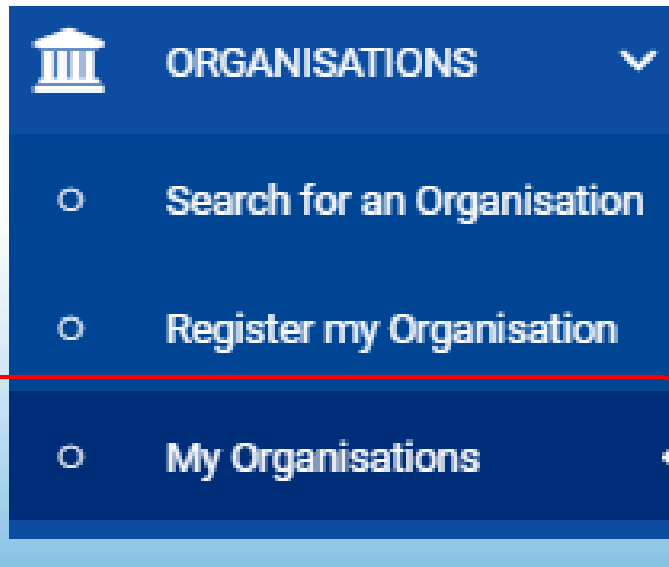 ORGANISATIONS
Search for an Organisation
Register my Organisation
My Organisations